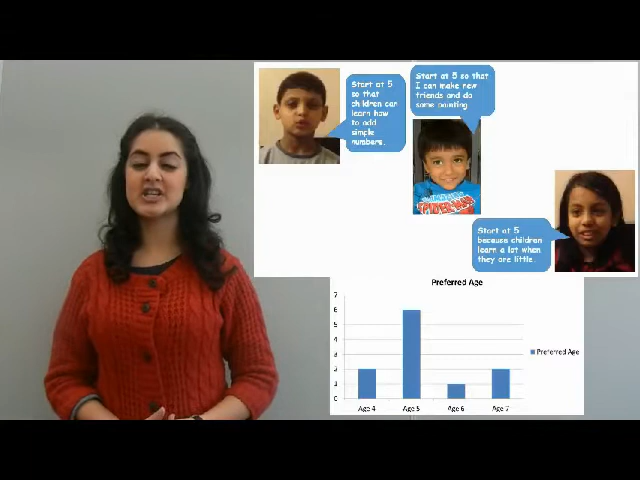 Start at 5
so that
children can
learn how
to add
simple
numbers.
Start at 5 so that
I can make new
friends and do
some painting.
Start at 5
because children
learn a lot when
they are little.
Preferred Age
7
6
5
4
3
2
1
0
Age 4 Age 5 Age 6 Age 7
Preferred Age